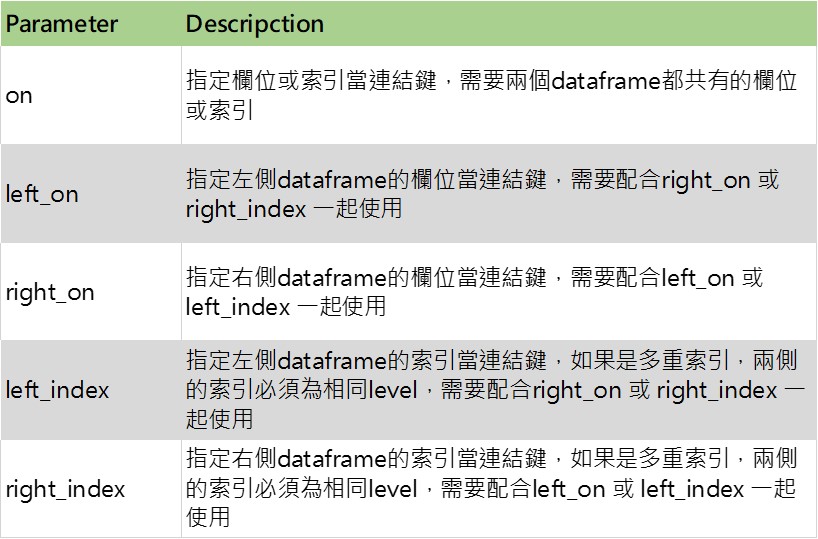 Parameter Descripction
on
指定欄位或索引當連結鍵，需要兩個dataframe都共有的欄位
或索引
left_on
指定左側dataframe的欄位當連結鍵，需要配合right_on 或
right_index 一起使用
right_on
指定右側dataframe的欄位當連結鍵，需要配合left_on 或
left_index 一起使用
left_index
指定左側dataframe的索引當連結鍵，如果是多重索引，兩側
的索引必須為相同level，需要配合right_on 或 right_index 一
起使用
right_index
指定右側dataframe的索引當連結鍵，如果是多重索引，兩側
的索引必須為相同level，需要配合left_on 或 left_index 一起
使用